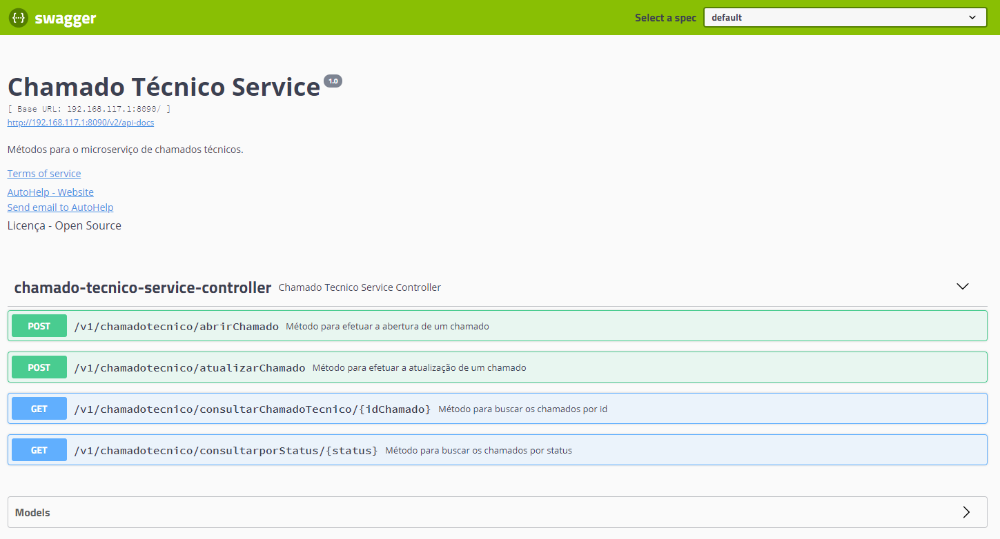 {···} swagger Select a spec default
Chamado Técnico Service 1.0
[ Base URL: 192.168.117.1:8090/ ]
http://192.168.117.1:8090/v2/api-docs
Métodos para o microserviço de chamados técnicos.
Terms of service
AutoHelp - Website
Send email to AutoHelp
Licença - Open Source
chamado-tecnico-service-controller Chamado Tecnico Service Controller
POST /v1/chamadotecnico/abrirChamado Método para efetuar a abertura de um chamado
POST /v1/chamadotecnico/atualizarChamado Método para efetuar a atualização de um chamado
GET /v1/chamadotecnico/consultarChamadoTecnico/{idChamado} Método para buscar os chamados por id
GET /v1/chamadotecnico/consultarporStatus/{status} Método para buscar os chamados por status
Models